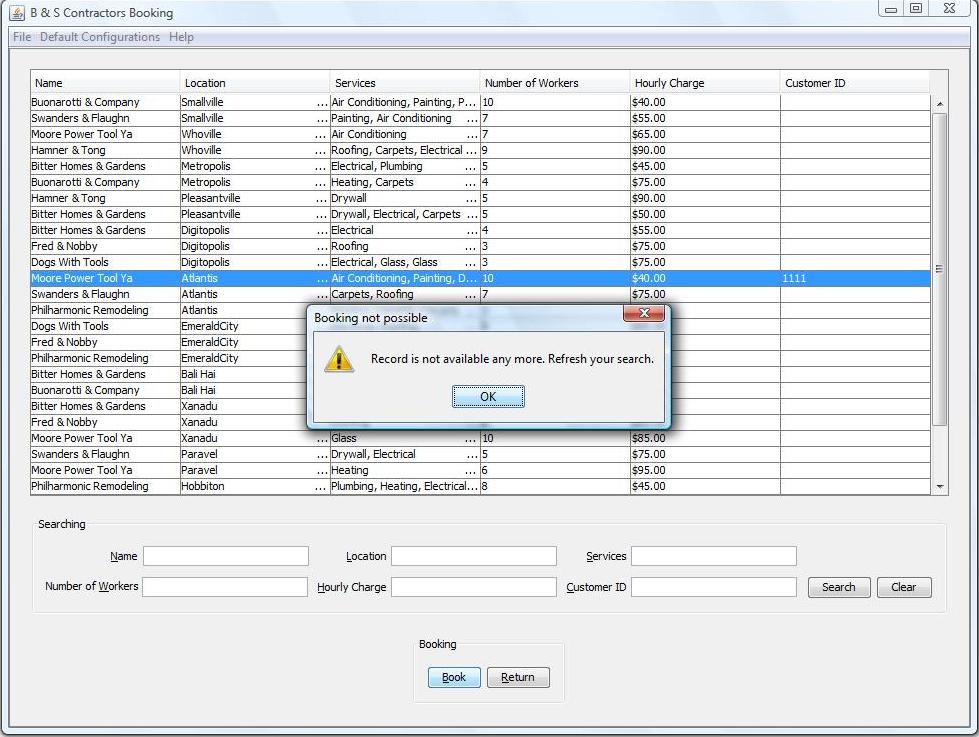 B & S Contractors Booking
File Default Configurations Help
Name Location Services Number of Workers Hourly Charge Customer ID
Buonarotti & Company Smallville ... Air Conditioning, Painting, P... 10 $40.00
Swanders & Flaughn Smallville ... Painting, Air Conditioning ... 7 $55.00
Moore Power Tool Ya Whoville ... Air Conditioning ... 7 $65.00
Hamner & Tong Whoville ... Roofing, Carpets, Electrical ... 9 $90.00
Bitter Homes & Gardens Metropolis ... Electrical, Plumbing ... 5 $45.00
Buonarotti & Company Metropolis ... Heating, Carpets ... 4 $75.00
Hamner & Tong Pleasantville ... Drywall ... 5 $90.00
Bitter Homes & Gardens Pleasantville ... Drywall, Electrical, Carpets ... 5 $50.00
Bitter Homes & Gardens Digitopolis ... Electrical ... 4 $55.00
Fred & Nobby Digitopolis ... Roofing ... 3 $75.00
Dogs With Tools Digitopolis ... Electrical, Glass, Glass ... 3 $75.00
Moore Power Tool Ya Atlantis ... Air Conditioning, Painting, D... 10 $40.00 1111
Swanders & Flaughn Atlantis ... Carpets, Roofing ... 7 $75.00
Philharmonic Remodeling Atlantis
Booking not possible
Dogs With Tools EmeraldCity
Fred & Nobby EmeraldCity
Philharmonic Remodeling EmeraldCity
Record is not available any more. Refresh your search.
Bitter Homes & Gardens Bali Hai
Buonarotti & Company Bali Hai
OK
Bitter Homes & Gardens Xanadu
Fred & Nobby Xanadu
Moore Power Tool Ya Xanadu ... Glass ... 10 $85.00
Swanders & Flaughn Paravel ... Drywall, Electrical ... 5 $75.00
Moore Power Tool Ya Paravel ... Heating ... 6 $95.00
Philharmonic Remodeling Hobbiton ... Plumbing, Heating, Electrical... 8 $45.00
Searching
Name Location Services
Number of Workers Hourly Charge Customer ID Search Clear
Booking
Book Return